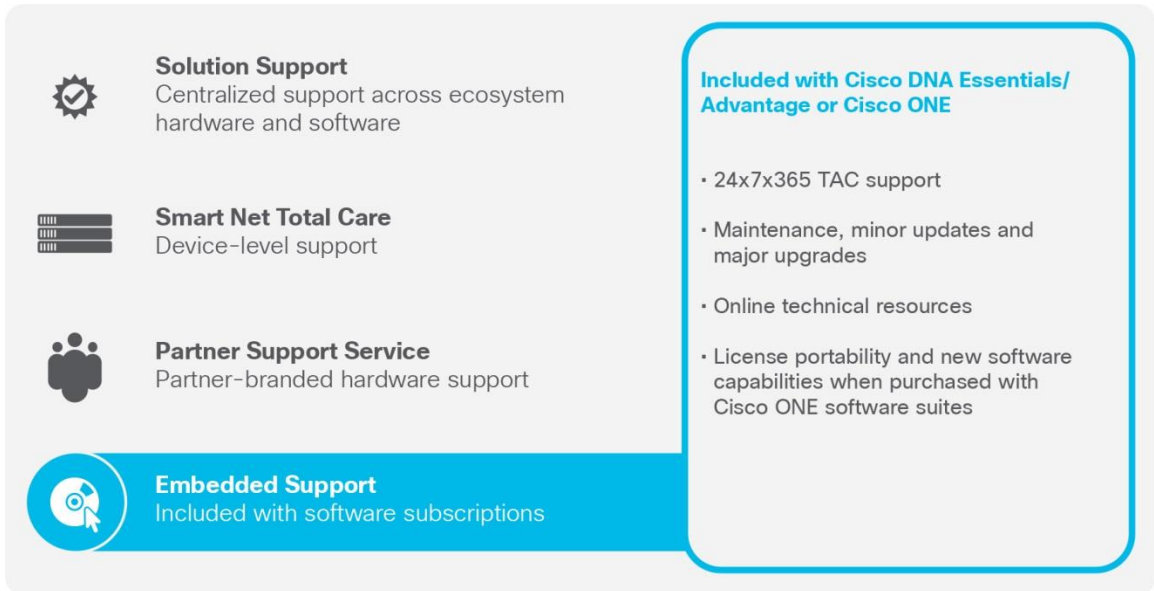 Solution Support
Centralized support across ecosystem
hardware and software
Smart Net Total Care
Device-level support
Partner Support Service
Partner-branded hardware support
Embedded Support
Included with software subscriptions
Included with Cisco DNA Essentials/
Advantage or Cisco ONE
· 24x7x365 TAC support
· Maintenance, minor updates and
major upgrades
· Online technical resources
· License portability and new software
capabilities when purchased with
Cisco ONE software suites